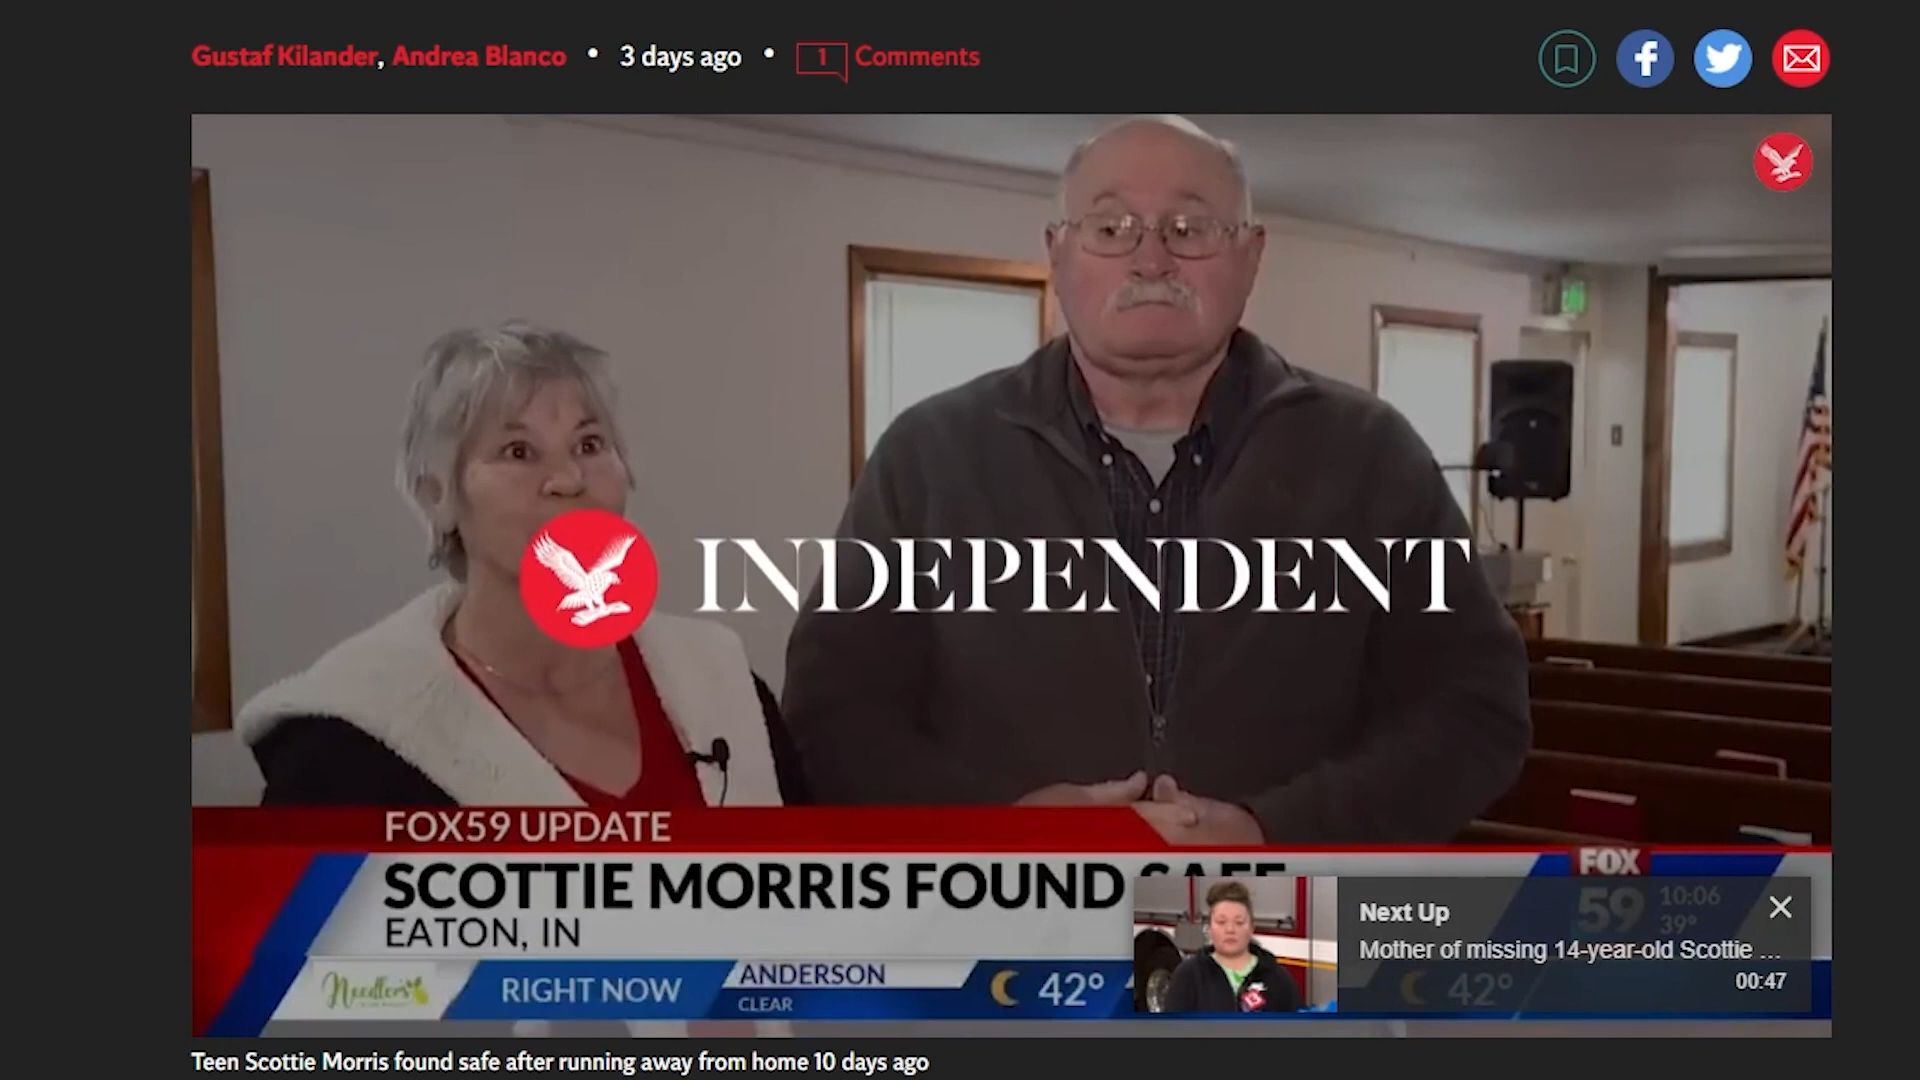 Gustaf Kilander, Andrea Blanco • 3 days ago • 1 Comments
INDEPENDENT
FOX59 UPDATE
SCOTTIE MORRIS FOUND SAFE
EATON, IN
FOX
59
10:06
39°
Next Up
Mother of missing 14-year-old Scottie ...
00:47
Needler's
RIGHT NOW
ANDERSON
CLEAR
42°
42°
Teen Scottie Morris found safe after running away from home 10 days ago